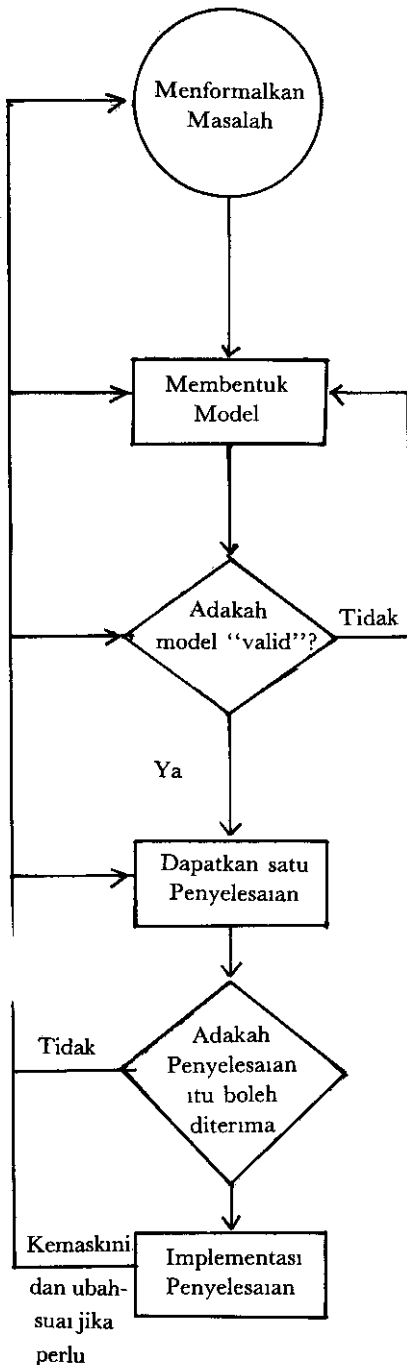 Menformalkan
Masalah
Membentuk
Model
Adakah
model “valid”?
Tidak
Ya
Dapatkan satu
Penyelesaian
Tidak
Adakah
Penyelesaian
itu boleh
diterima
Kemaskini
dan ubah-
suai jika
perlu
Implementasi
Penyelesaian